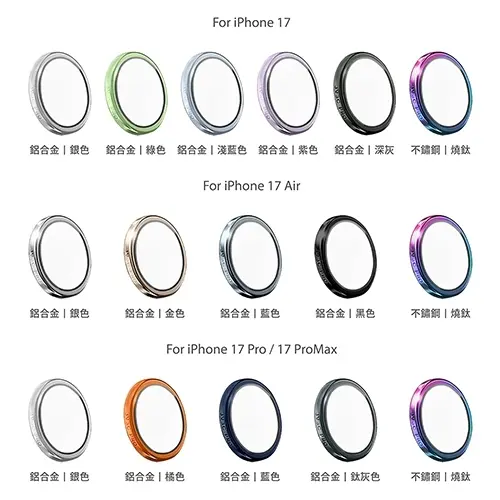 For iPhone 17
鋁合金 | 銀色
鋁合金 | 綠色
鋁合金 | 淺藍色
鋁合金 | 紫色
鋁合金 | 深灰
不鏽鋼 | 燒鈦
For iPhone 17 Air
鋁合金 | 銀色
鋁合金 | 金色
鋁合金 | 藍色
鋁合金 | 黑色
不鏽鋼 | 燒鈦
For iPhone 17 Pro / 17 ProMax
鋁合金 | 銀色
鋁合金 | 橘色
鋁合金 | 藍色
鋁合金 | 鈦灰色
不鏽鋼 | 燒鈦